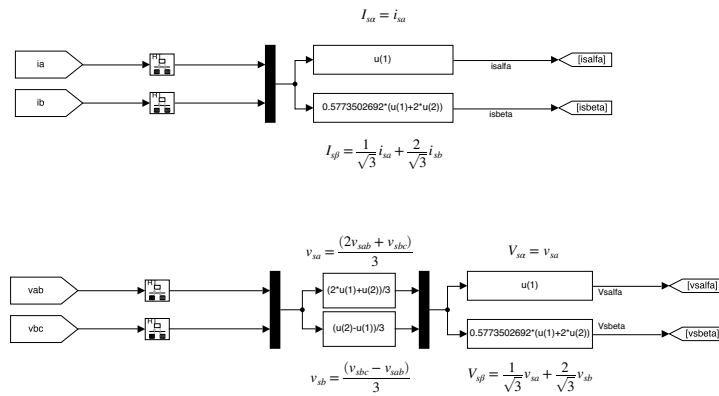 I_{sα} = i_{sa}
ia
u(1)
isalfa
[isalfa]
ib
0.5773502692*(u(1)+2*u(2))
isbeta
[isbeta]
I_{sβ} = \frac{1}{\sqrt{3}} i_{sa} + \frac{2}{\sqrt{3}} i_{sb}
v_{sa} = \frac{(2v_{sab} + v_{sbc})}{3}
V_{sα} = v_{sa}
vab
(2*u(1)+u(2))/3
u(1)
Vsalfa
[vsalfa]
vbc
(u(2)-u(1))/3
0.5773502692*(u(1)+2*u(2))
Vsbeta
[vsbeta]
v_{sb} = \frac{(v_{sbc} − v_{sab})}{3}
V_{sβ} = \frac{1}{\sqrt{3}} v_{sa} + \frac{2}{\sqrt{3}} v_{sb}